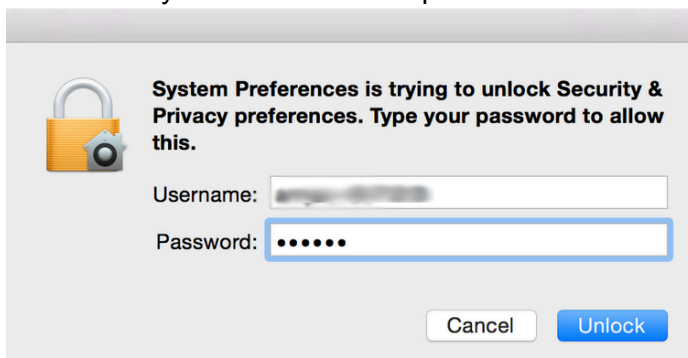 System Preferences is trying to unlock Security &
Privacy preferences. Type your password to allow
this.
Username:
Password: ••••••
Cancel Unlock